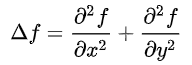 Δf = ∂²f/∂x² + ∂²f/∂y²